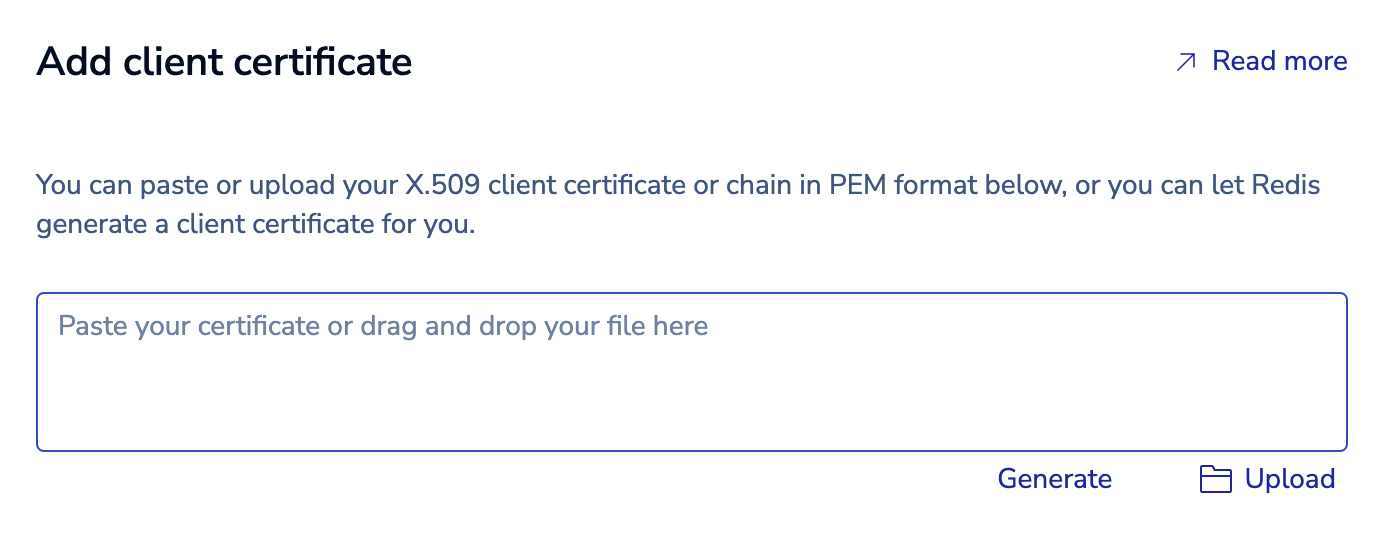 Add client certificate
Read more
You can paste or upload your X.509 client certificate or chain in PEM format below, or you can let Redis
generate a client certificate for you.
Paste your certificate or drag and drop your file here
Generate
Upload